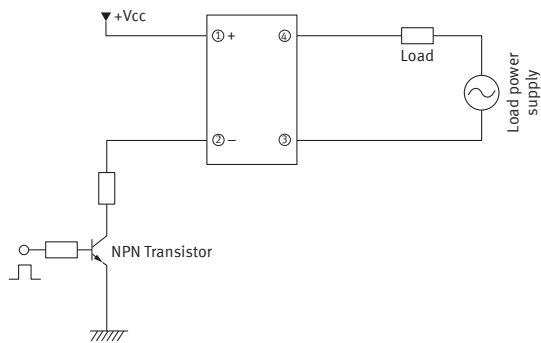 +Vcc
① +
④
Load
Load power
supply
② −
③
NPN Transistor